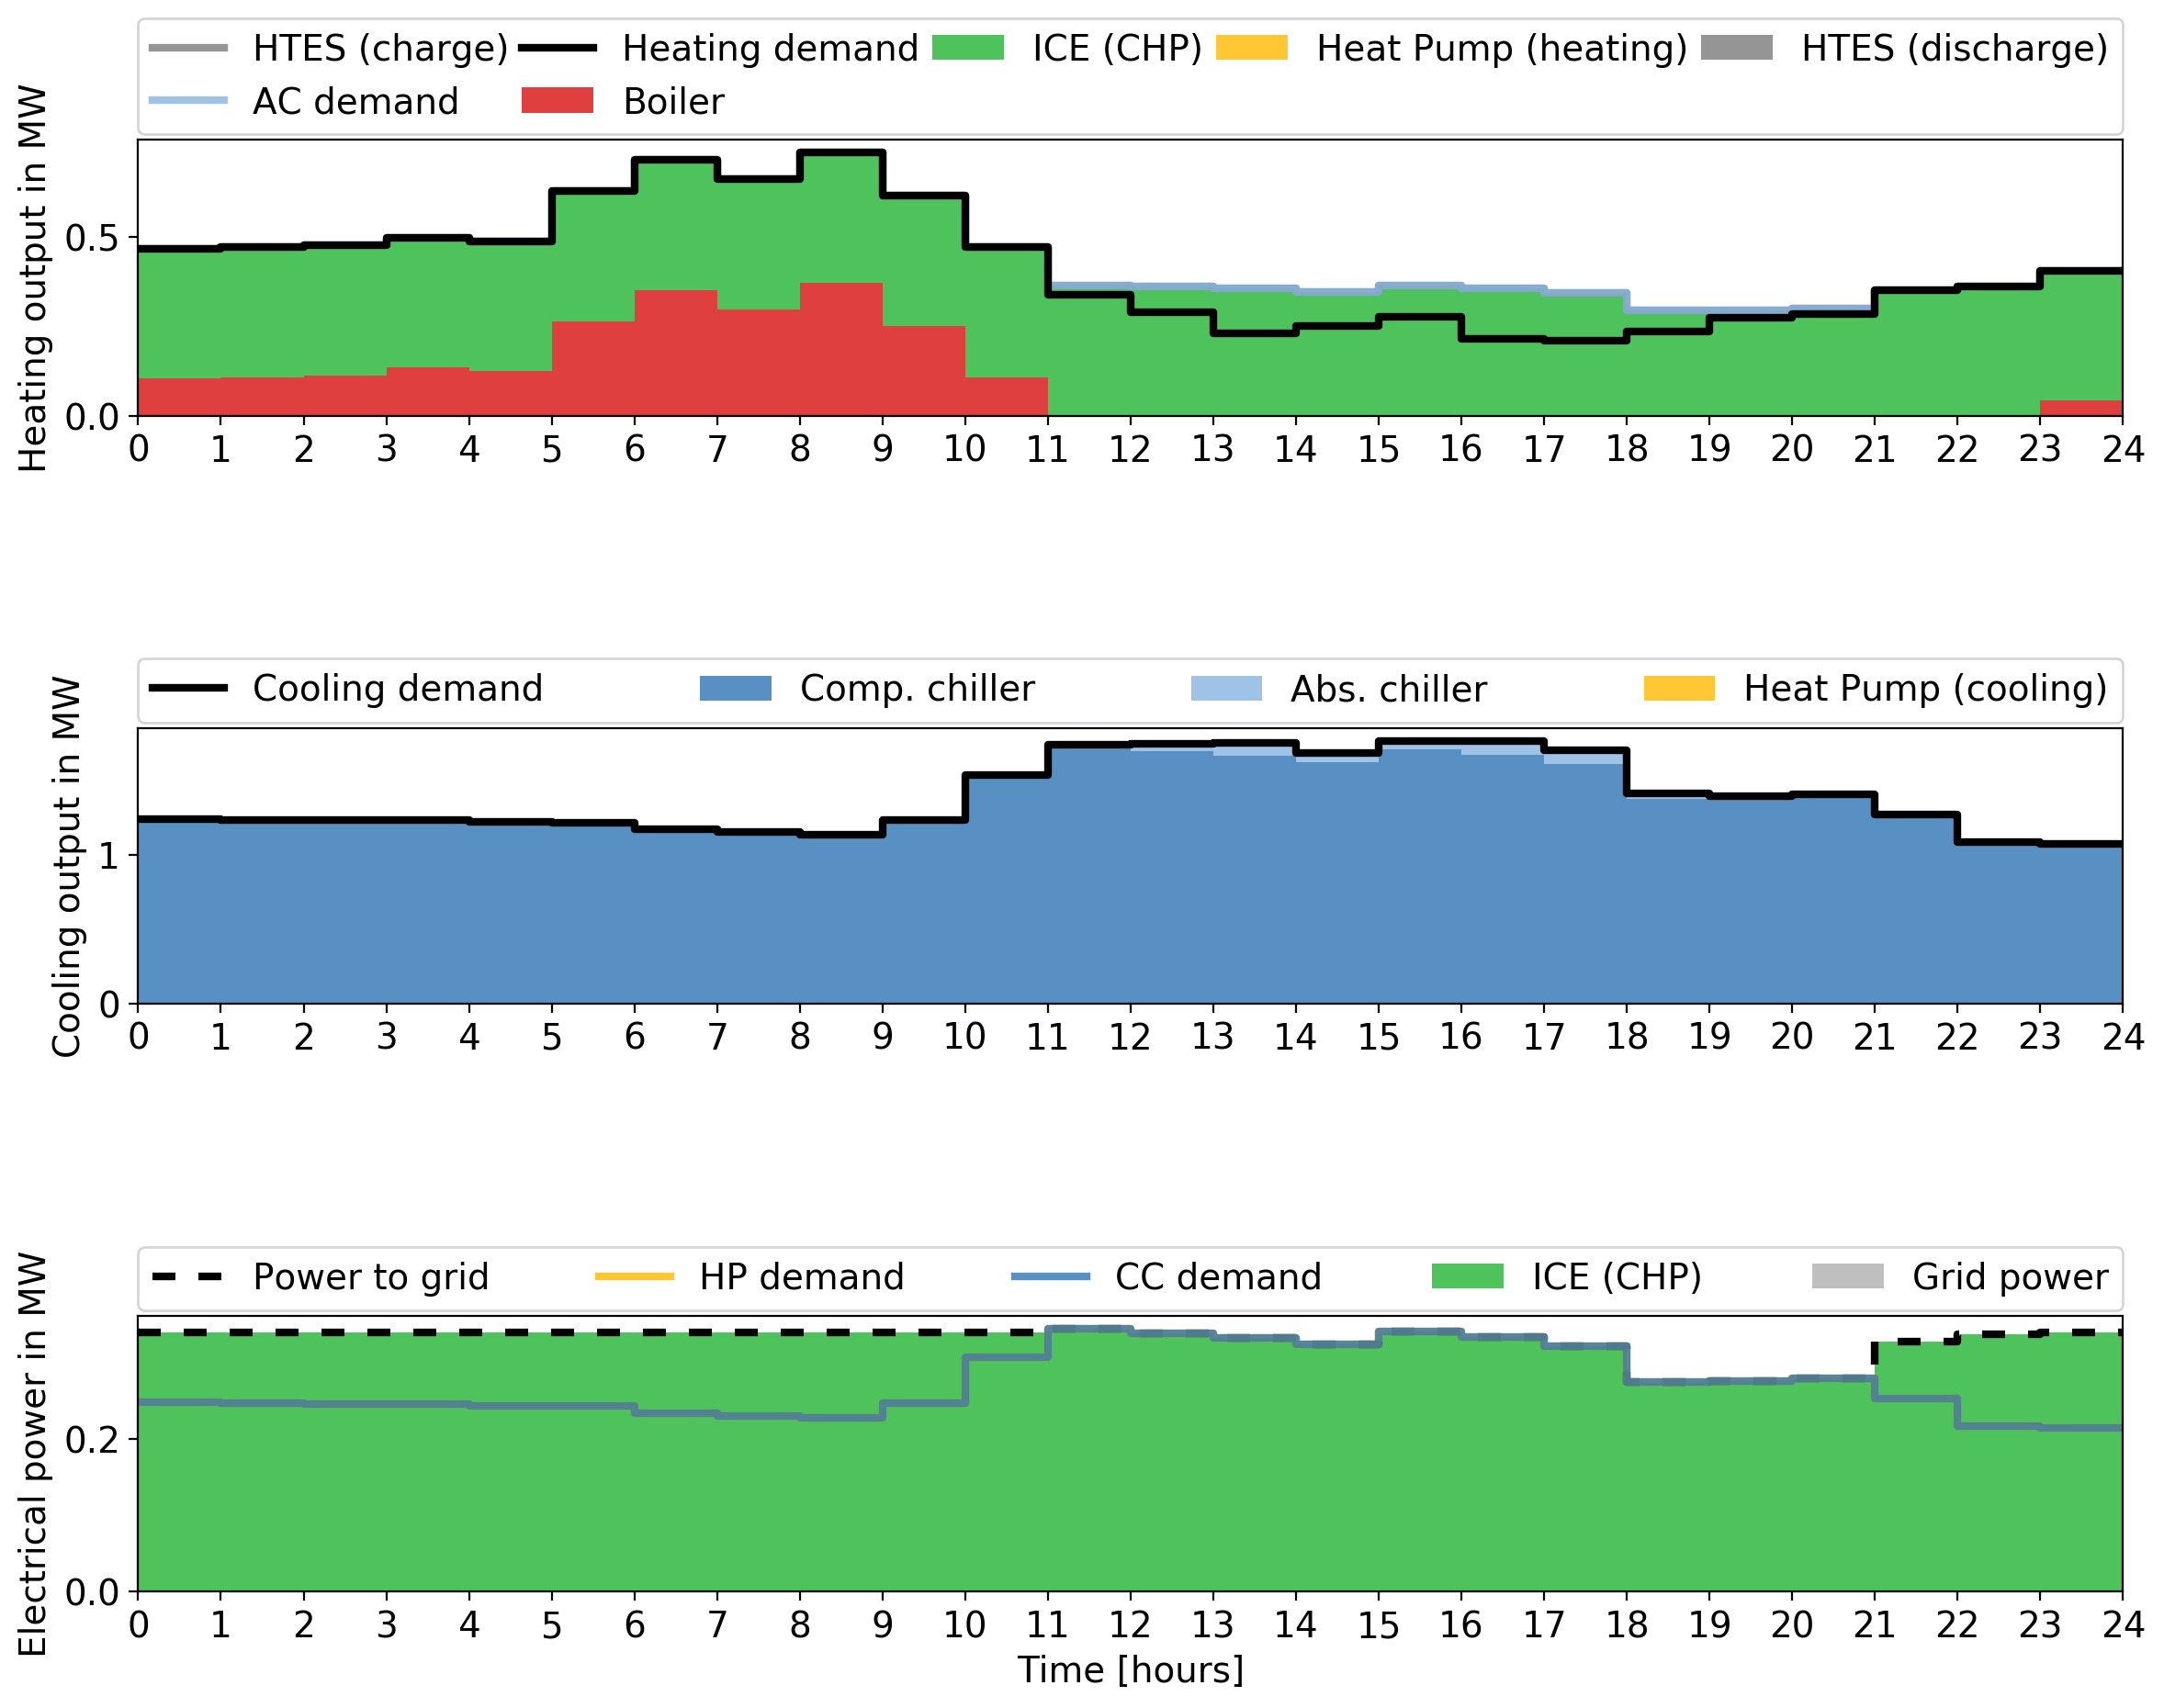 HTES (charge) Heating demand ICE (CHP) Heat Pump (heating) HTES (discharge)
AC demand Boiler
Heating output in MW
0.5
0.0
0 1 2 3 4 5 6 7 8 9 10 11 12 13 14 15 16 17 18 19 20 21 22 23 24
Cooling demand Comp. chiller Abs. chiller Heat Pump (cooling)
Cooling output in MW
1
0
0 1 2 3 4 5 6 7 8 9 10 11 12 13 14 15 16 17 18 19 20 21 22 23 24
Power to grid HP demand CC demand ICE (CHP) Grid power
Electrical power in MW
0.2
0.0
0 1 2 3 4 5 6 7 8 9 10 11 12 13 14 15 16 17 18 19 20 21 22 23 24
Time [hours]